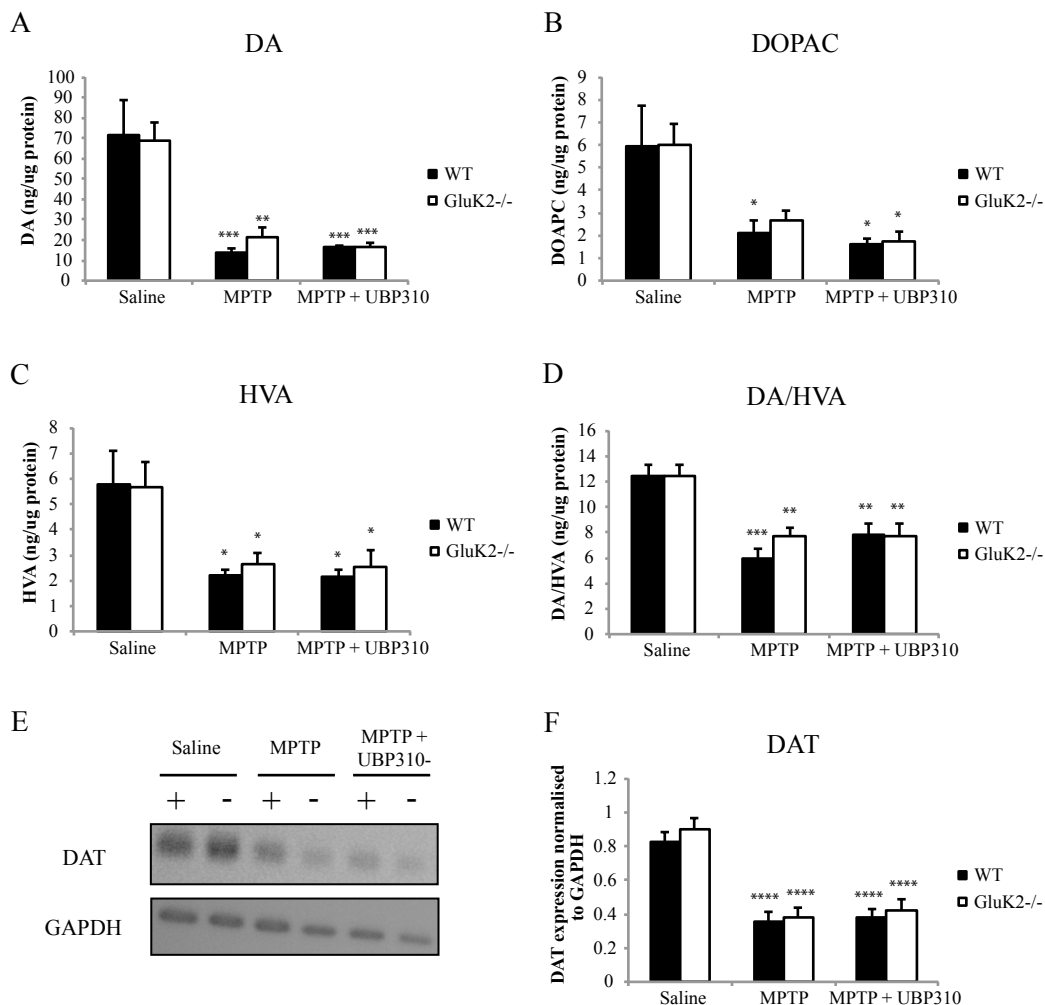 A
DA
DA (ng/ug protein)
100
90
80
70
60
50
40
30
20
10
0
*** **
*** ***
Saline MPTP MPTP + UBP310
WT
GluK2-/-
B
DOPAC
DOAPC (ng/ug protein)
9
8
7
6
5
4
3
2
1
0
*
* *
Saline MPTP MPTP + UBP310
WT
GluK2-/-
C
HVA
HVA (ng/ug protein)
8
7
6
5
4
3
2
1
0
* *
* *
Saline MPTP MPTP + UBP310
WT
GluK2-/-
D
DA/HVA
DA/HVA (ng/ug protein)
16
14
12
10
8
6
4
2
0
*** **
** **
Saline MPTP MPTP + UBP310
WT
GluK2-/-
E
Saline MPTP MPTP +
UBP310-
+ - + - + -
DAT
GAPDH
F
DAT
DAT expression normalised
to GAPDH
1.2
1
0.8
0.6
0.4
0.2
0
**** ****
**** ****
Saline MPTP MPTP + UBP310
WT
GluK2-/-